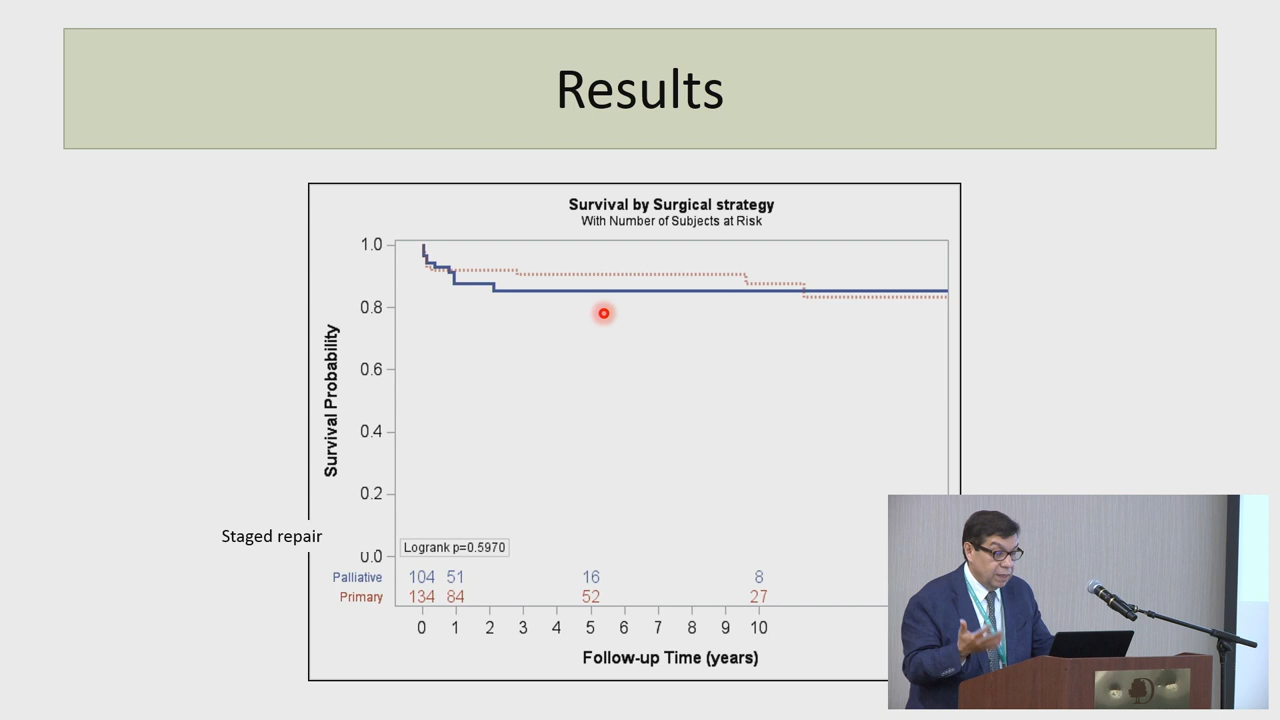 Results
Survival by Surgical strategy
With Number of Subjects at Risk
1.0
0.8
0.6
0.4
0.2
0.0
Survival Probability
Staged repair
Logrank p=0.5970
Palliative 104 51 16 8
Primary 134 84 52 27
0 1 2 3 4 5 6 7 8 9 10
Follow-up Time (years)